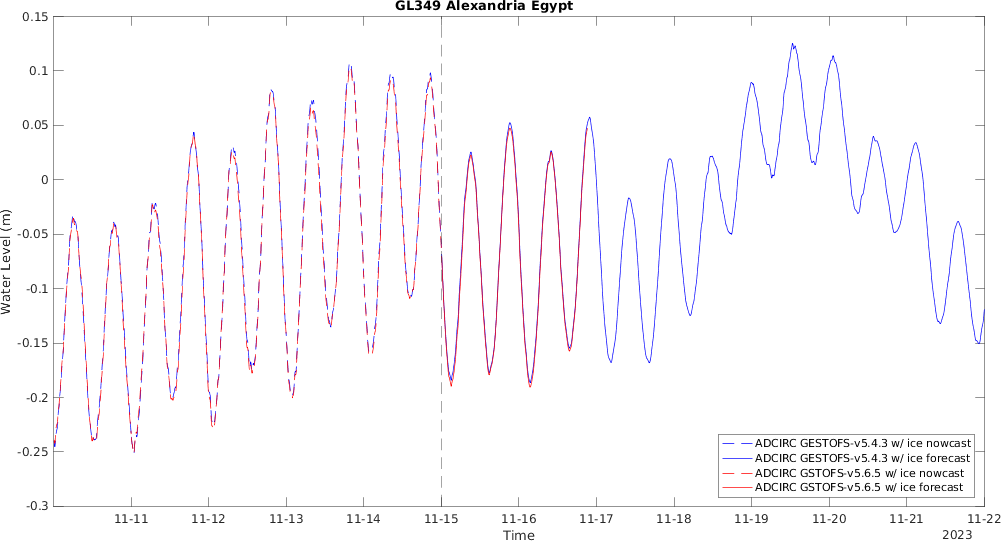 GL349 Alexandria Egypt
0.15
0.1
0.05
0
-0.05
-0.1
-0.15
-0.2
-0.25
-0.3
Water Level (m)
11-11 11-12 11-13 11-14 11-15 11-16 11-17 11-18 11-19 11-20 11-21 11-22
Time
2023
ADCIRC GESTOFS-v5.4.3 w/ ice nowcast
ADCIRC GESTOFS-v5.4.3 w/ ice forecast
ADCIRC GSTOFS-v5.6.5 w/ ice nowcast
ADCIRC GSTOFS-v5.6.5 w/ ice forecast